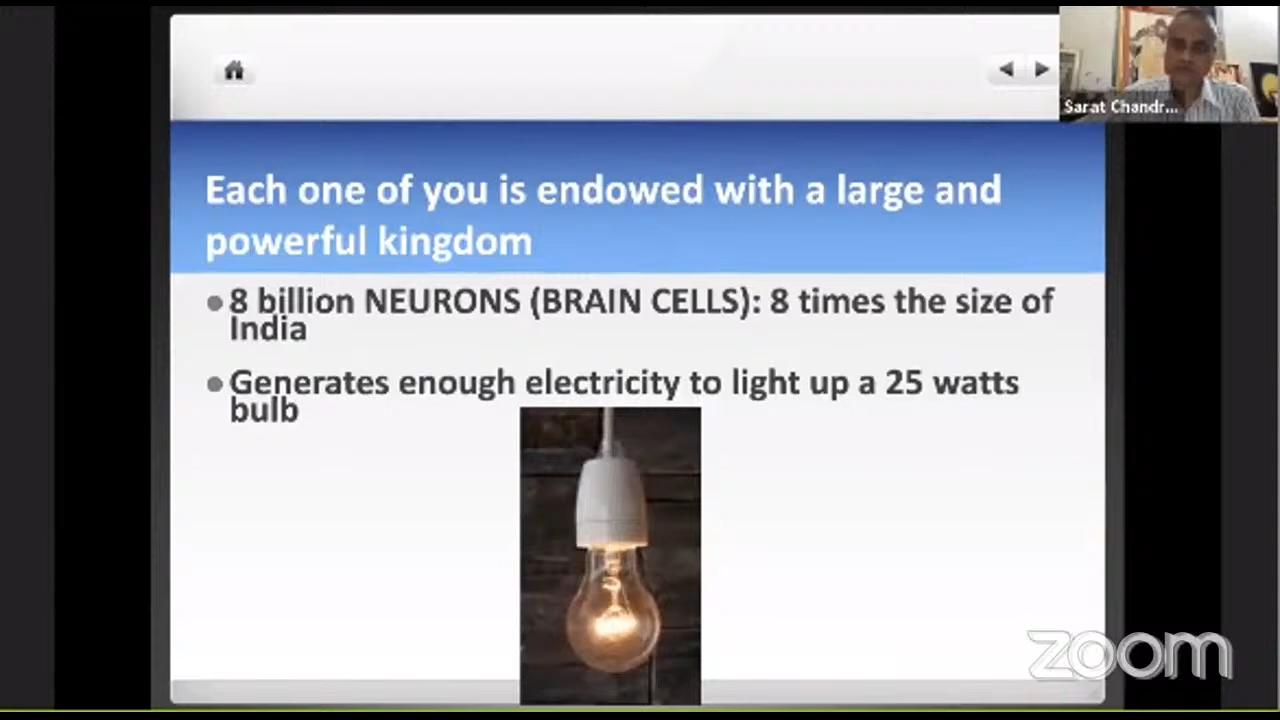 Sarat Chandr...
Each one of you is endowed with a large and
powerful kingdom
8 billion NEURONS (BRAIN CELLS): 8 times the size of
India
Generates enough electricity to light up a 25 watts
bulb
zoom